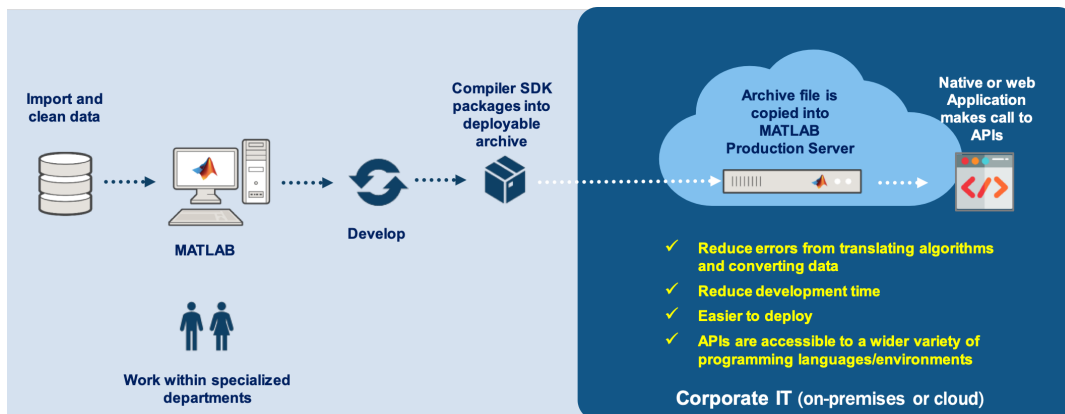 Import and
clean data
MATLAB
Develop
Compiler SDK
packages into
deployable
archive
Work within specialized
departments
Archive file is
copied into
MATLAB
Production Server
Native or web
Application
makes call to
APIs
</>
✓ Reduce errors from translating algorithms
and converting data
✓ Reduce development time
✓ Easier to deploy
✓ APIs are accessible to a wider variety of
programming languages/environments
Corporate IT (on-premises or cloud)